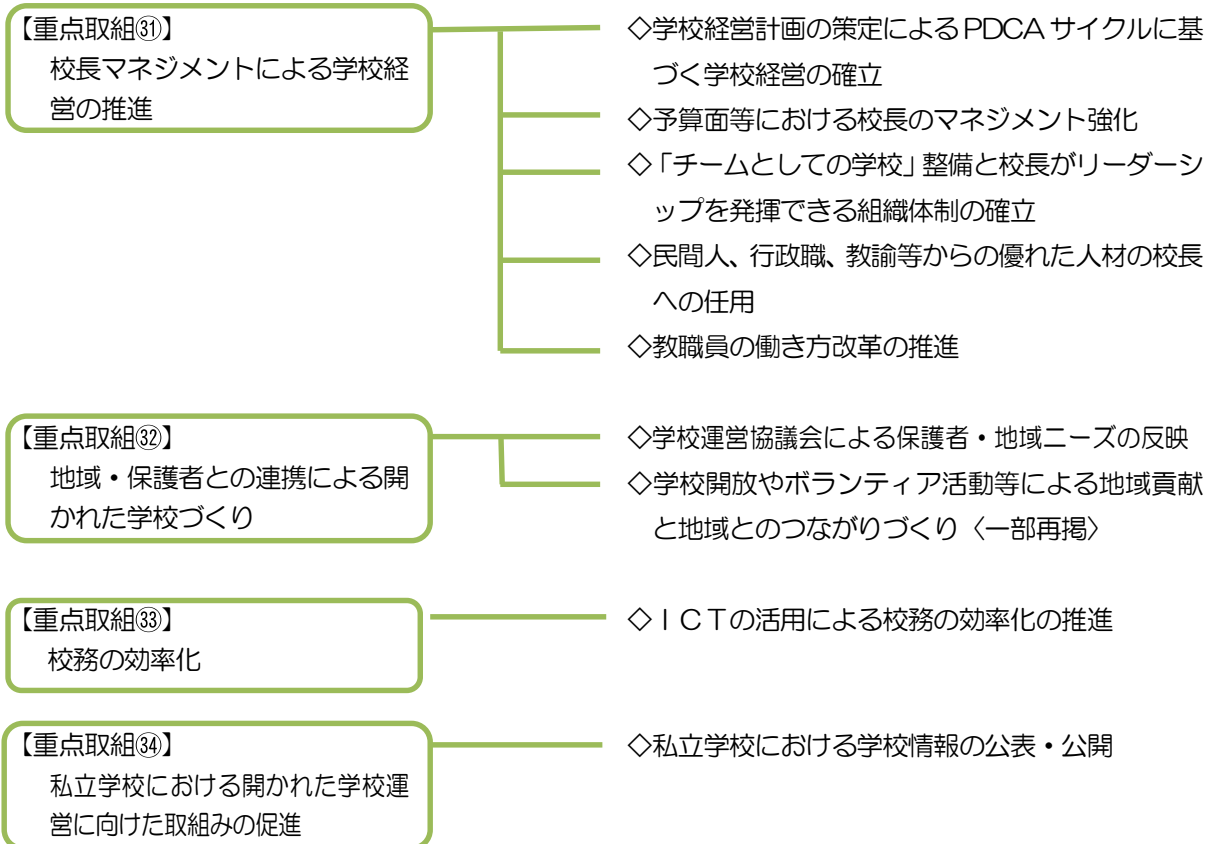 【重点取組㉛】
校長マネジメントによる学校経
営の推進
◇学校経営計画の策定によるPDCAサイクルに基
づく学校経営の確立
◇予算面等における校長のマネジメント強化
◇「チームとしての学校」整備と校長がリーダーシ
ップを発揮できる組織体制の確立
◇民間人、行政職、教諭等からの優れた人材の校長
への任用
◇教職員の働き方改革の推進
【重点取組㉜】
地域・保護者との連携による開
かれた学校づくり
◇学校運営協議会による保護者・地域ニーズの反映
◇学校開放やボランティア活動等による地域貢献
と地域とのつながりづくり〈一部再掲〉
【重点取組㉝】
校務の効率化
◇ＩＣＴの活用による校務の効率化の推進
【重点取組㉞】
私立学校における開かれた学校運
営に向けた取組みの促進
◇私立学校における学校情報の公表・公開